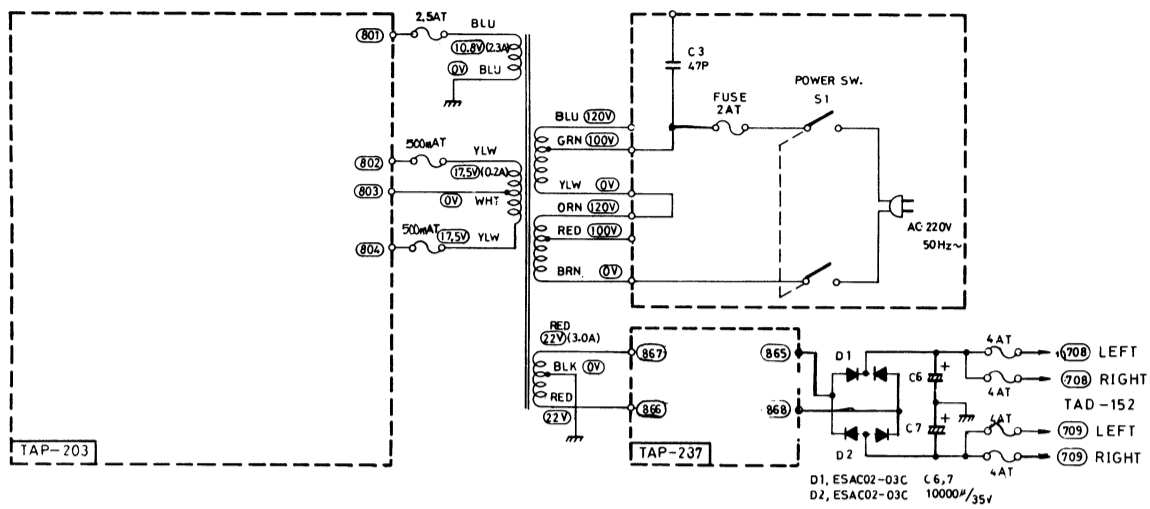 801
2.5AT
BLU
10.8V (2.3A)
0V BLU
C3
47P
POWER SW.
S1
FUSE
2AT
BLU 120V
GRN 100V
YLW 0V
ORN 120V
RED 100V
BRN 0V
AC 220V
50Hz~
500mAT
YLW
802
17.5V (0.2A)
803
0V WHT
500mAT
17.5V YLW
804
RED
22V (3.0A)
BLK 0V
RED
22V
867
865
866
868
TAP-203
TAP-237
D1
D2
C6 +
C7 +
4AT
708 LEFT
708 RIGHT
4AT
TAD-152
4AT
709 LEFT
709 RIGHT
4AT
D1, ESAC02-03C C6,7
D2, ESAC02-03C 10000μ/35V